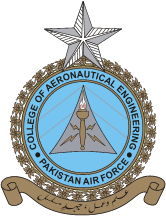 COLLEGE OF AERONAUTICAL ENGINEERING
• PAKISTAN AIR FORCE •